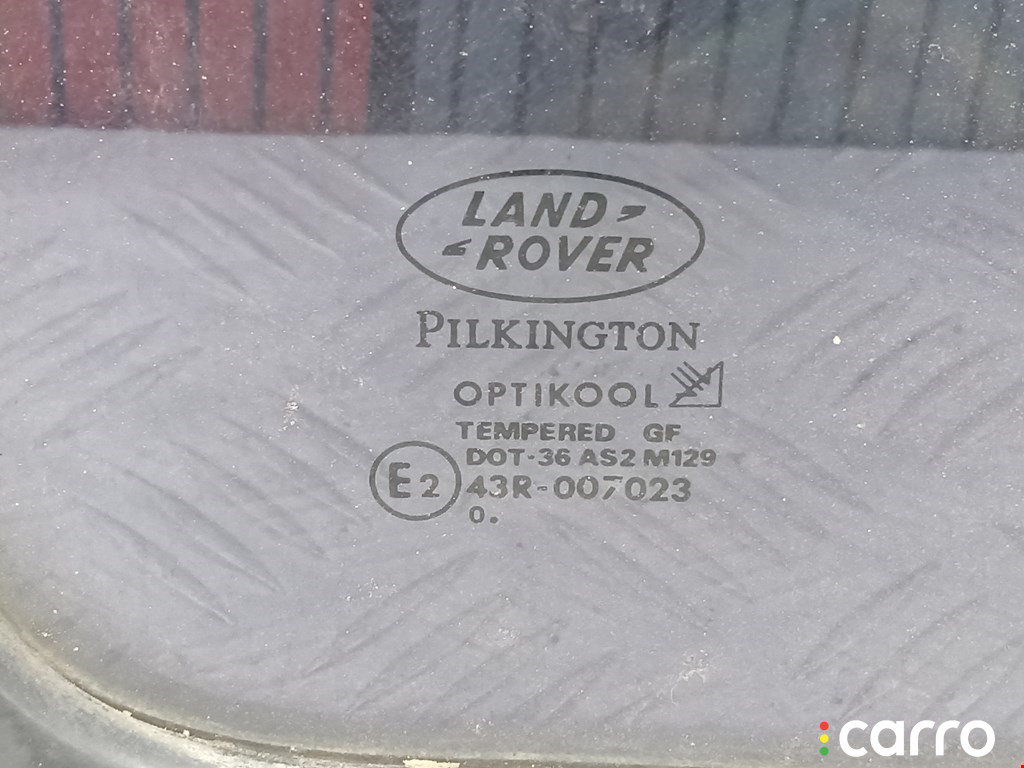 LAND
ROVER
PILKINGTON
OPTIKOOL
TEMPERED GF
DOT-36 AS2 M129
E2 43R-007023
0.
carro